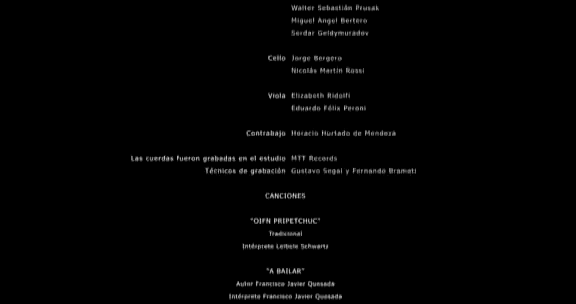 Walter Sebastián Prusak
Miguel Angel Bertero
Serdar Geldymuradov
Cello Jorge Bergero
Nicolás Martín Rossi
Viola Elizabeth Ridolfi
Eduardo Félix Peroni
Contrabajo Horacio Hurtado de Mendoza
Las cuerdas fueron grabadas en el estudio MTT Records
Técnicos de grabación Gustavo Segal y Fernando Bramati
CANCIONES
"OIFN PRIPETCHUC"
Tradicional
Intérprete Leibele Schwartz
"A BAILAR"
Autor Francisco Javier Quesada
Intérprete Francisco Javier Quesada